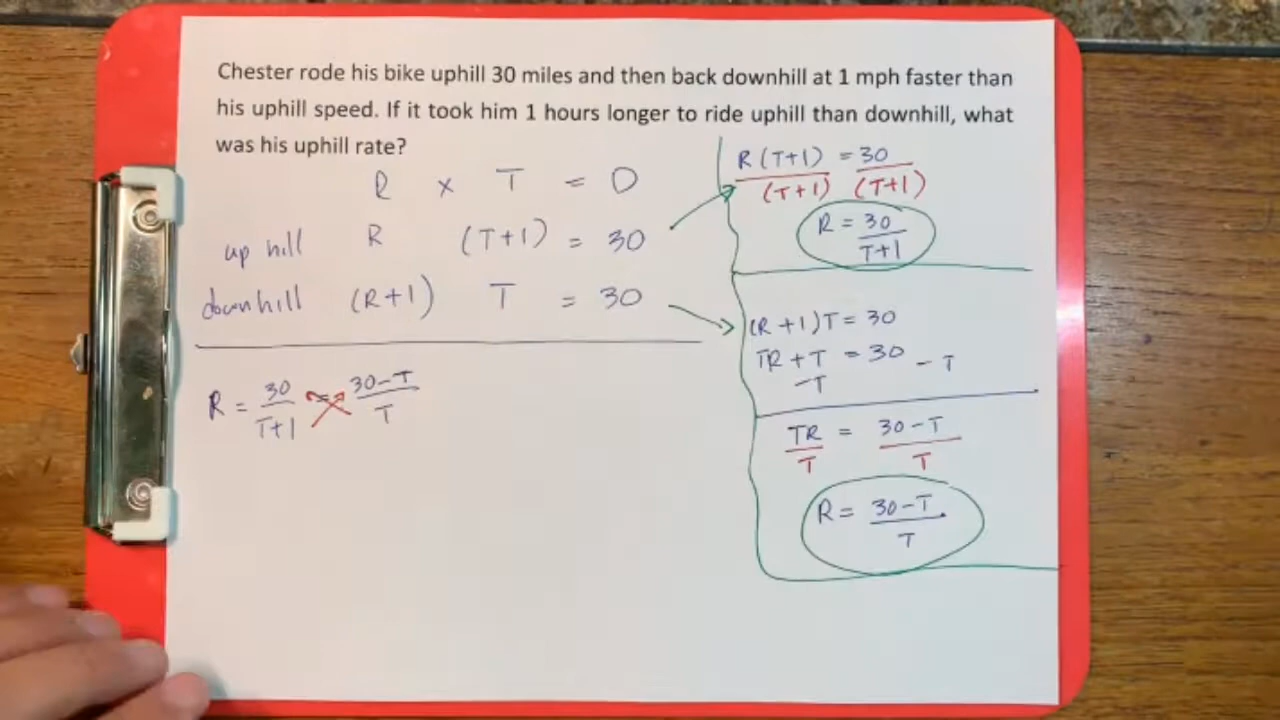 Chester rode his bike uphill 30 miles and then back downhill at 1 mph faster than
his uphill speed. If it took him 1 hours longer to ride uphill than downhill, what
was his uphill rate?
R x T = D
up hill R (T+1) = 30
downhill (R+1) T = 30
R = 30/(T+1) = (30-T)/T
R(T+1) = 30
(T+1) (T+1)
R = 30/(T+1)
(R+1)T = 30
TR + T = 30 - T
-T
TR = 30-T
T T
R = (30-T)/T